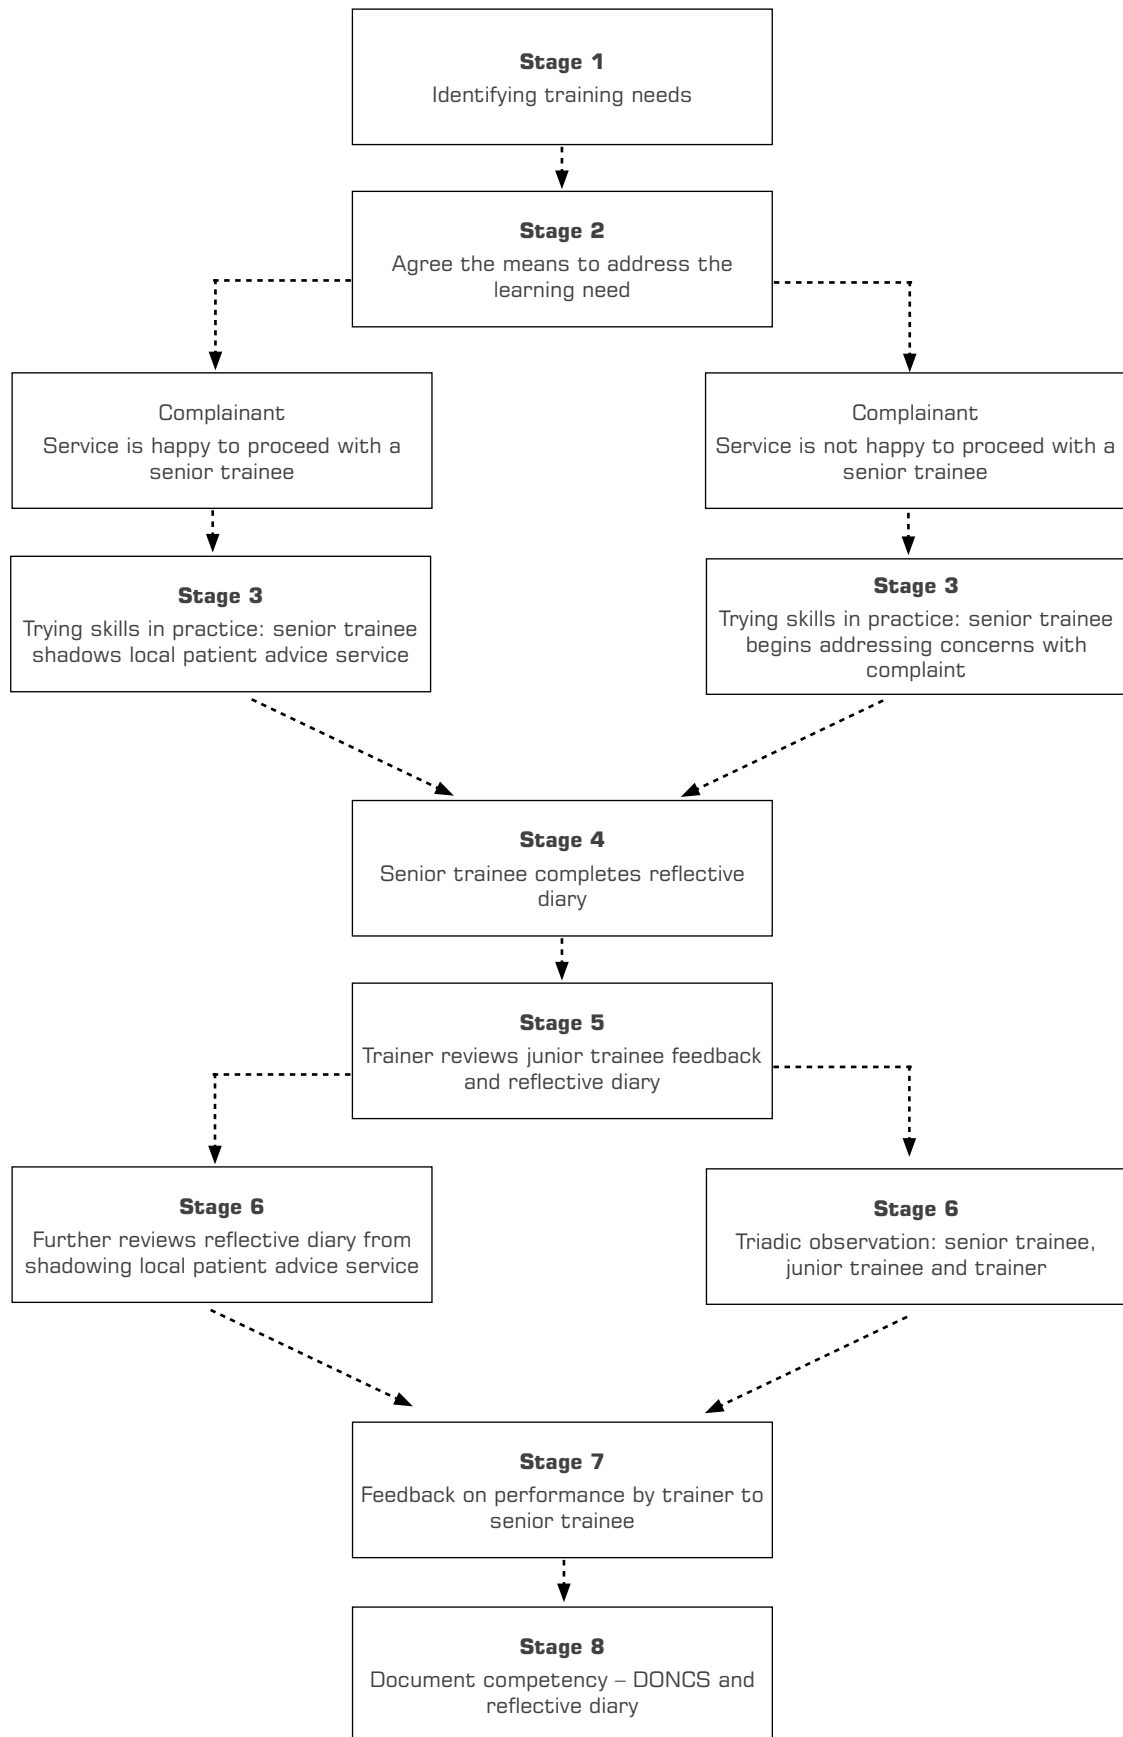 Stage 1
Identifying training needs
Stage 2
Agree the means to address the
learning need
Complainant
Service is happy to proceed with a
senior trainee
Complainant
Service is not happy to proceed with a
senior trainee
Stage 3
Trying skills in practice: senior trainee
shadows local patient advice service
Stage 3
Trying skills in practice: senior trainee
begins addressing concerns with
complaint
Stage 4
Senior trainee completes reflective
diary
Stage 5
Trainer reviews junior trainee feedback
and reflective diary
Stage 6
Further reviews reflective diary from
shadowing local patient advice service
Stage 6
Triadic observation: senior trainee,
junior trainee and trainer
Stage 7
Feedback on performance by trainer to
senior trainee
Stage 8
Document competency – DONCS and
reflective diary